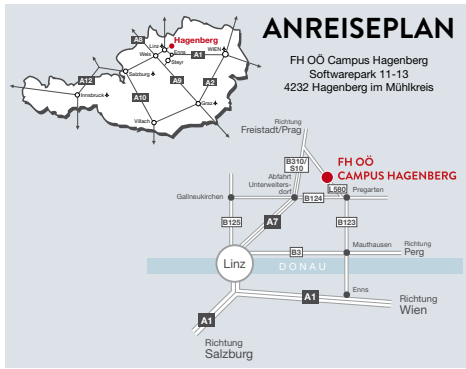 ANREISEPLAN
FH OÖ Campus Hagenberg
Softwarepark 11-13
4232 Hagenberg im Mühlkreis
A8
Linz
Hagenberg
Wels
Enns
Steyr
A1
WIEN
Salzburg
A12
A9
A2
A10
Innsbruck
Graz
Villach
Richtung
Freistadt/Prag
B310/
S10
FH OÖ
CAMPUS HAGENBERG
Abfahrt
Unterweiters-
dorf
L580
Gallneukirchen
B124
Pregarten
B125
A7
B123
Mauthausen
Richtung
Perg
B3
Linz
DONAU
Enns
A1
Richtung
Wien
A1
Richtung
Salzburg